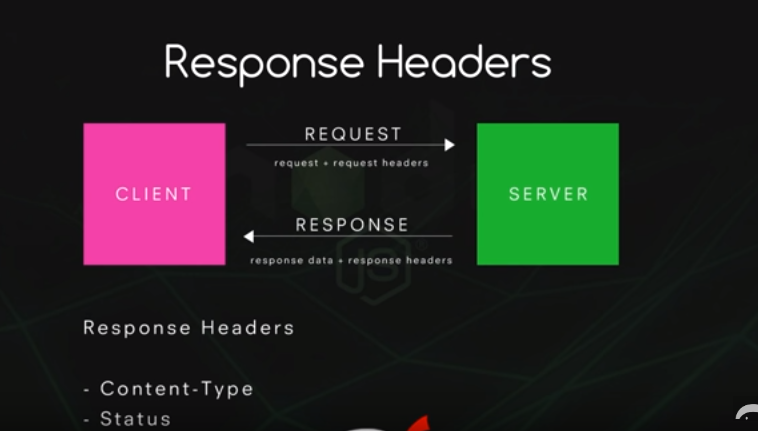 Response Headers
CLIENT
REQUEST
request + request headers
RESPONSE
response data + response headers
SERVER
Response Headers
- Content-Type
- Status